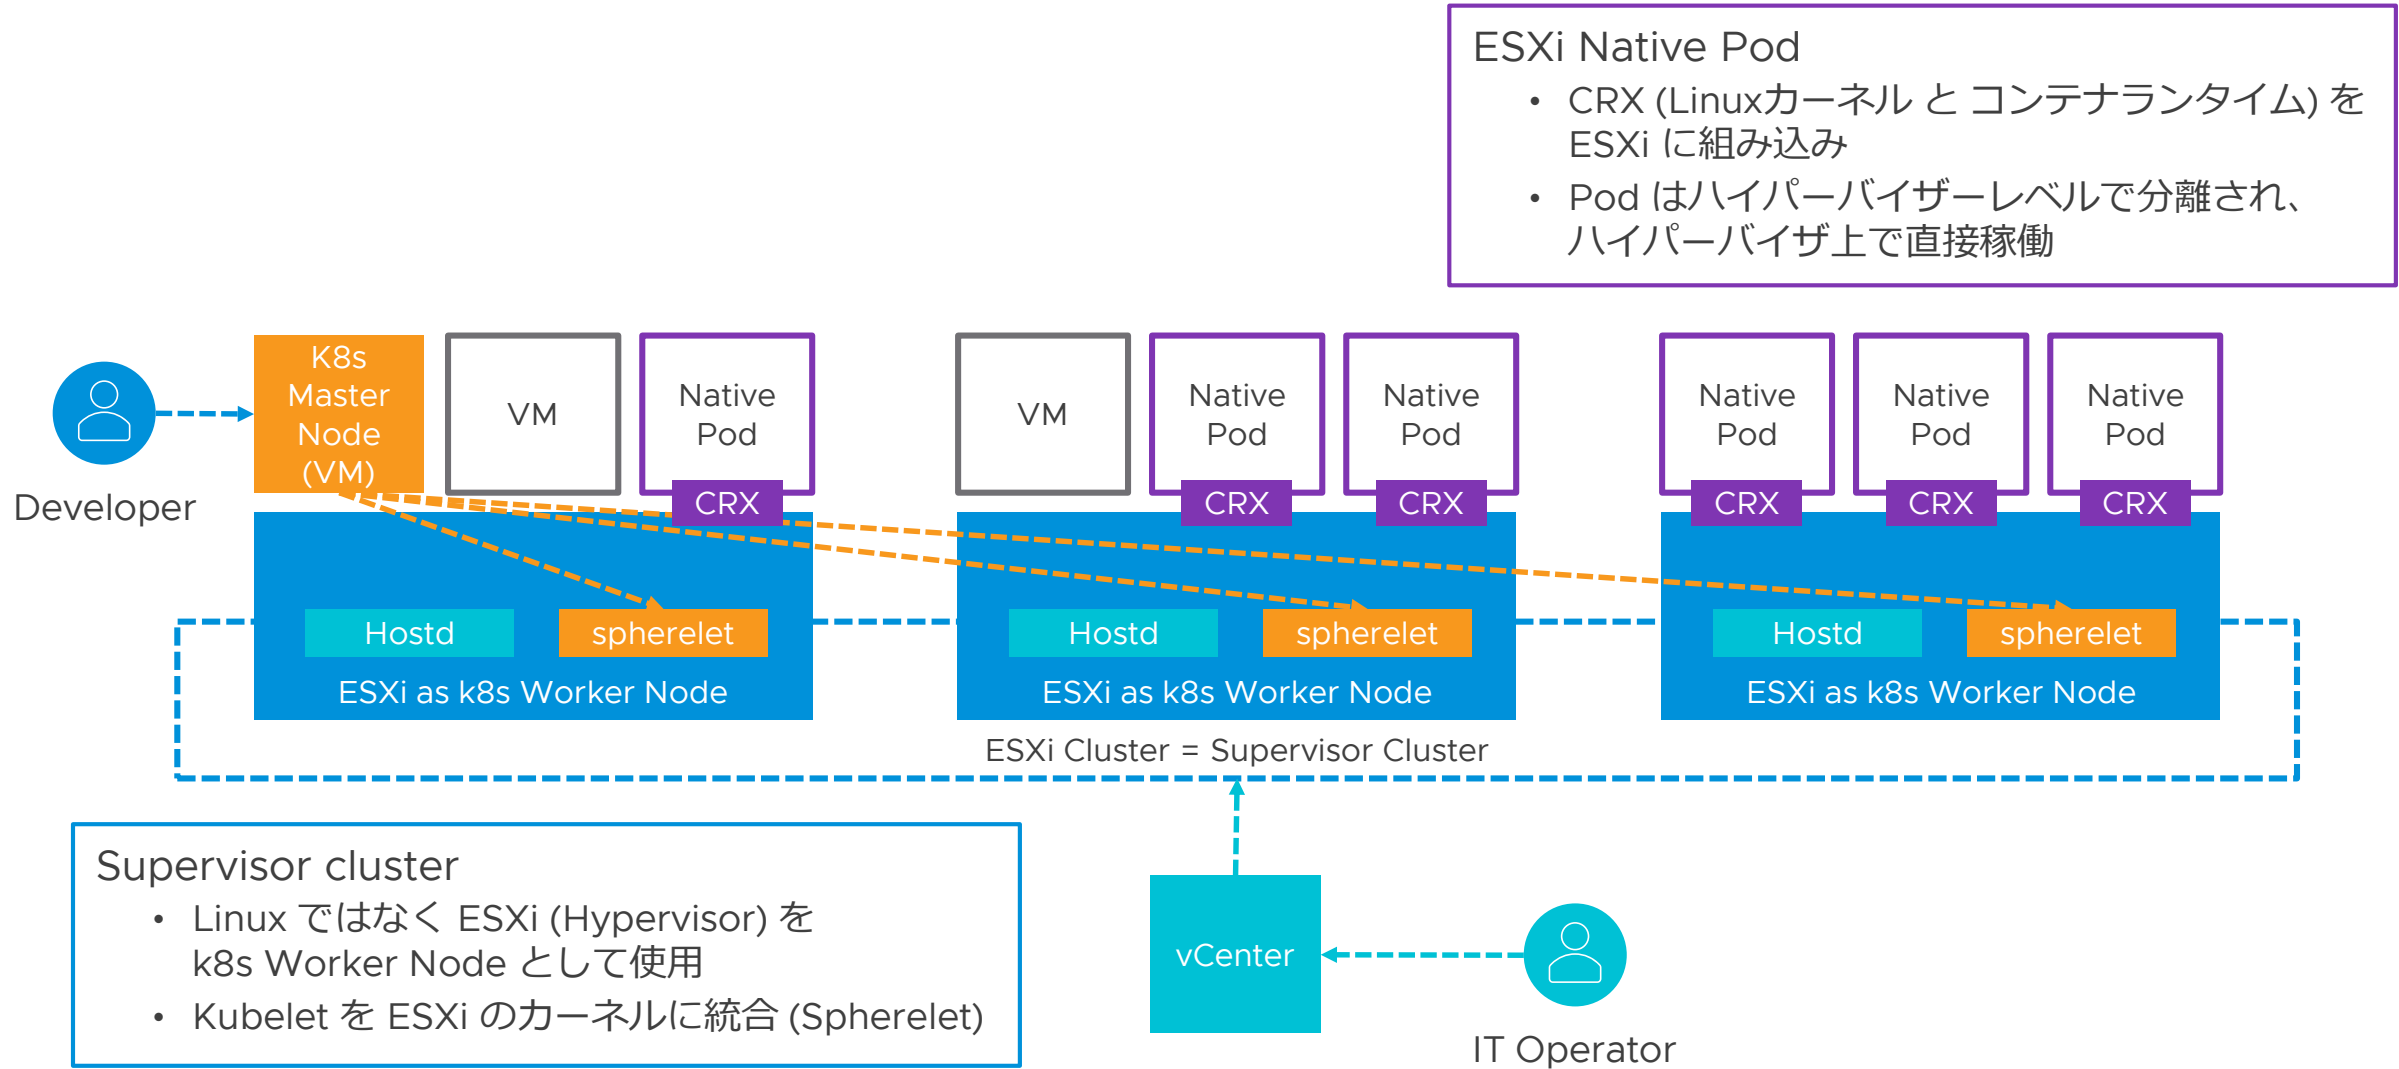 ESXi Native Pod
• CRX (Linuxカーネル と コンテナランタイム) を
ESXi に組み込み
• Pod はハイパーバイザーレベルで分離され、
ハイパーバイザ上で直接稼働
Developer
K8s
Master
Node
(VM)
VM
Native
Pod
CRX
VM
Native
Pod
CRX
Native
Pod
CRX
Native
Pod
CRX
Native
Pod
CRX
Native
Pod
CRX
Hostd
spherelet
ESXi as k8s Worker Node
Hostd
spherelet
ESXi as k8s Worker Node
Hostd
spherelet
ESXi as k8s Worker Node
ESXi Cluster = Supervisor Cluster
Supervisor cluster
• Linux ではなく ESXi (Hypervisor) を
k8s Worker Node として使用
• Kubelet を ESXi のカーネルに統合 (Spherelet)
vCenter
IT Operator